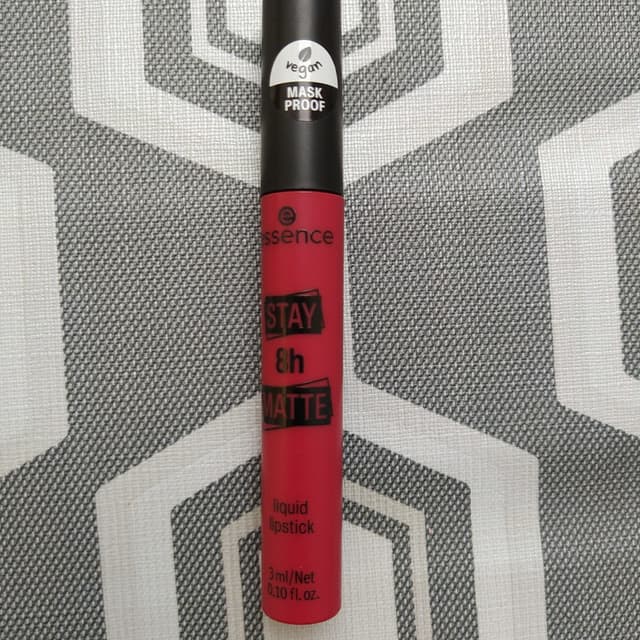 vegan
MASK
PROOF
essence
STAY
8h
MATTE
liquid
lipstick
3 ml/Net
0.10 fl. oz.